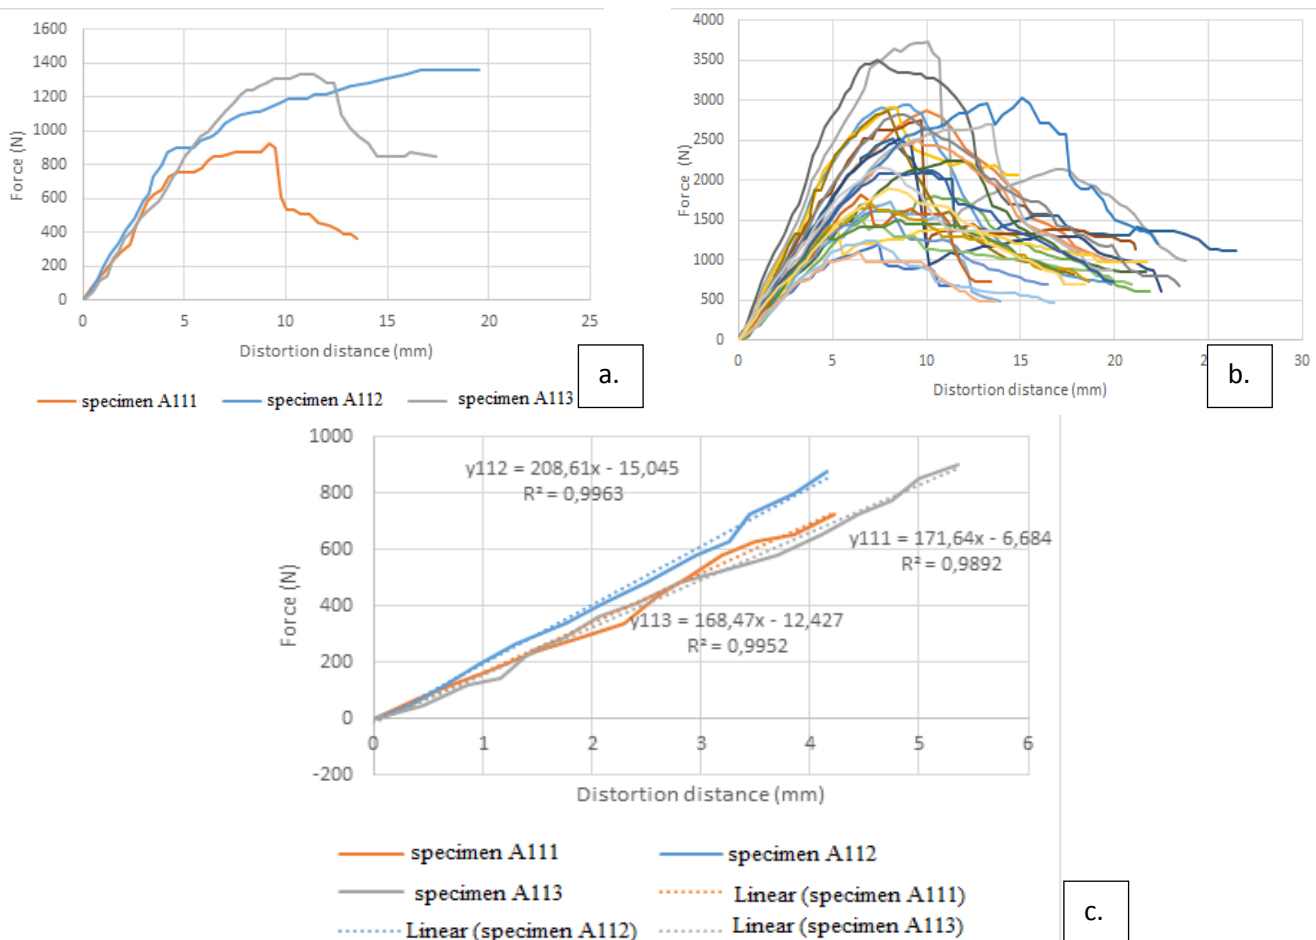 1600
1400
1200
1000
800
600
400
200
0
Force (N)
0 5 10 15 20 25
Distortion distance (mm)
specimen A111 specimen A112 specimen A113
a.
4000
3500
3000
2500
2000
1500
1000
500
0
Force (N)
0 5 10 15 20 30
Distortion distance (mm)
b.
1000
800
600
400
200
0
-200
Force (N)
y112 = 208,61x - 15,045
R² = 0,9963
y111 = 171,64x - 6,684
R² = 0,9892
y113 = 168,47x - 12,427
R² = 0,9952
0 1 2 3 4 5 6
Distortion distance (mm)
specimen A111 specimen A112
specimen A113 Linear (specimen A111)
Linear (specimen A112) Linear (specimen A113)
c.